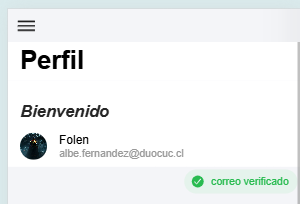 Perfil
Bienvenido
Folen
albe.fernandez@duocuc.cl
correo verificado